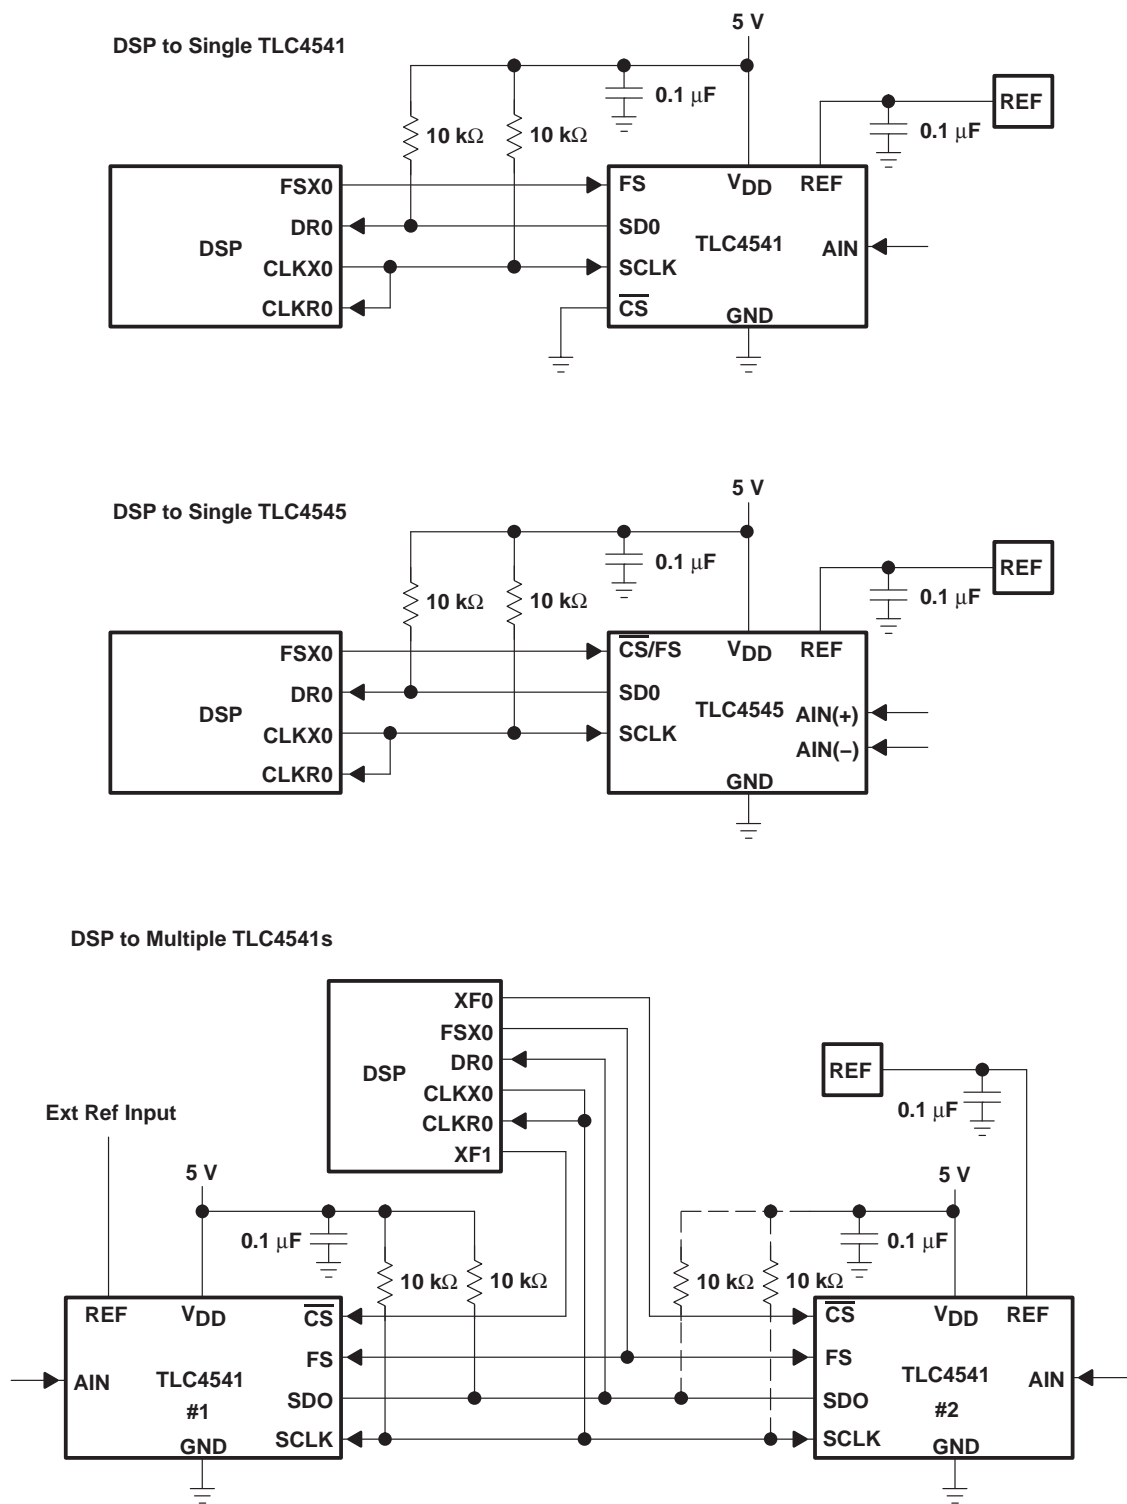 DSP to Single TLC4541
5 V
0.1 μF
REF
0.1 μF
10 kΩ
10 kΩ
FSX0
DR0
DSP
CLKX0
CLKR0
FS
VDD
REF
SD0
TLC4541
AIN
SCLK
CS
GND
DSP to Single TLC4545
5 V
0.1 μF
REF
0.1 μF
10 kΩ
10 kΩ
FSX0
DR0
DSP
CLKX0
CLKR0
CS/FS
VDD
REF
SD0
TLC4545
AIN(+)
SCLK
AIN(−)
GND
DSP to Multiple TLC4541s
XF0
FSX0
DR0
DSP
CLKX0
CLKR0
XF1
REF
0.1 μF
Ext Ref Input
5 V
0.1 μF
10 kΩ
10 kΩ
5 V
0.1 μF
10 kΩ
10 kΩ
REF
VDD
CS
FS
AIN
TLC4541
#1
SDO
SCLK
GND
CS
VDD
REF
FS
TLC4541
#2
AIN
SDO
SCLK
GND